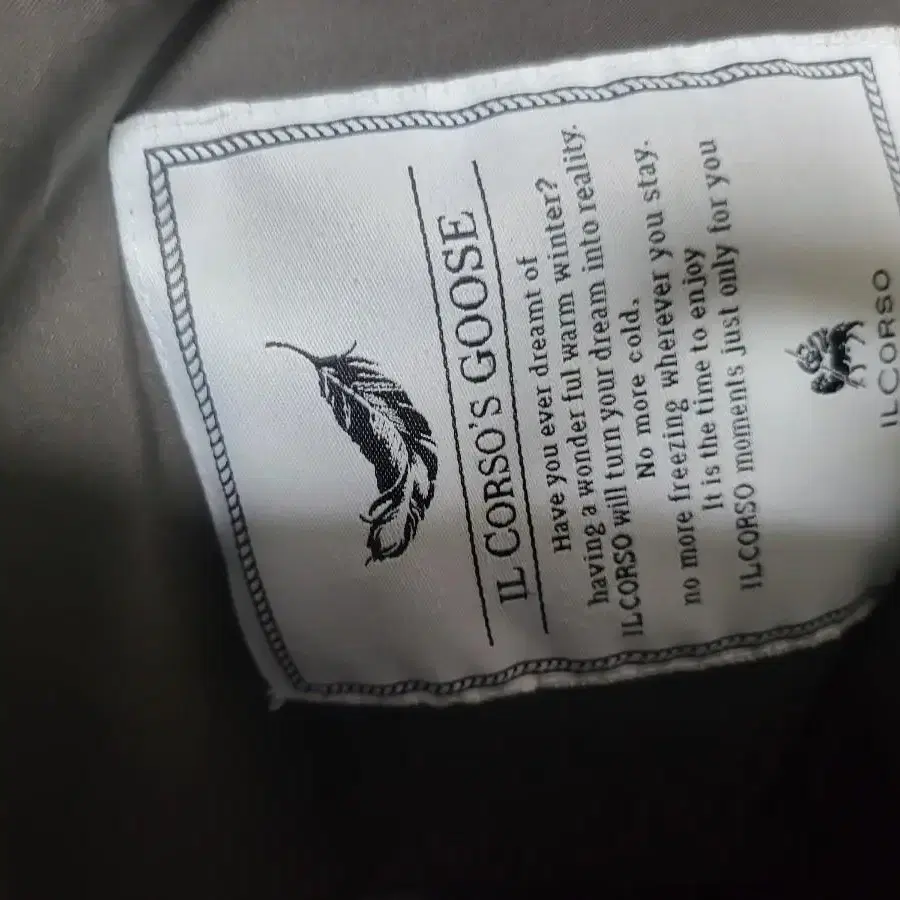 IL CORSO'S GOOSE
Have you ever dreamt of
having a wonder ful warm winter?
ILCORSO will turn your dream into reality.
No more cold.
no more freezing wherever you stay.
It is the time to enjoy
ILCORSO moments just only for you
ILCORSO